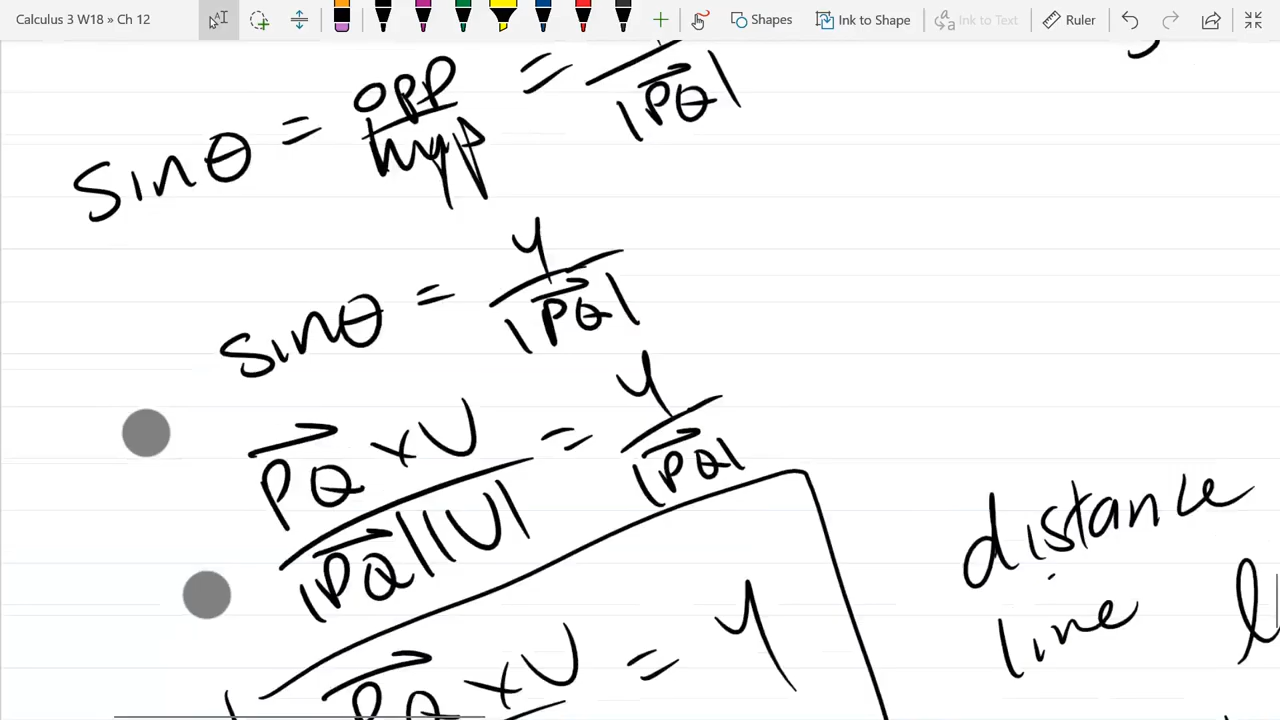 Calculus 3 W18 » Ch 12
Shapes
Ink to Shape
Ink to Text
Ruler
sinθ = opp/hyp = /|PQ|
sinθ = y/|PQ|
PQ × U / |PQ||U| = y/|PQ|
distance
line
PQ × U = y